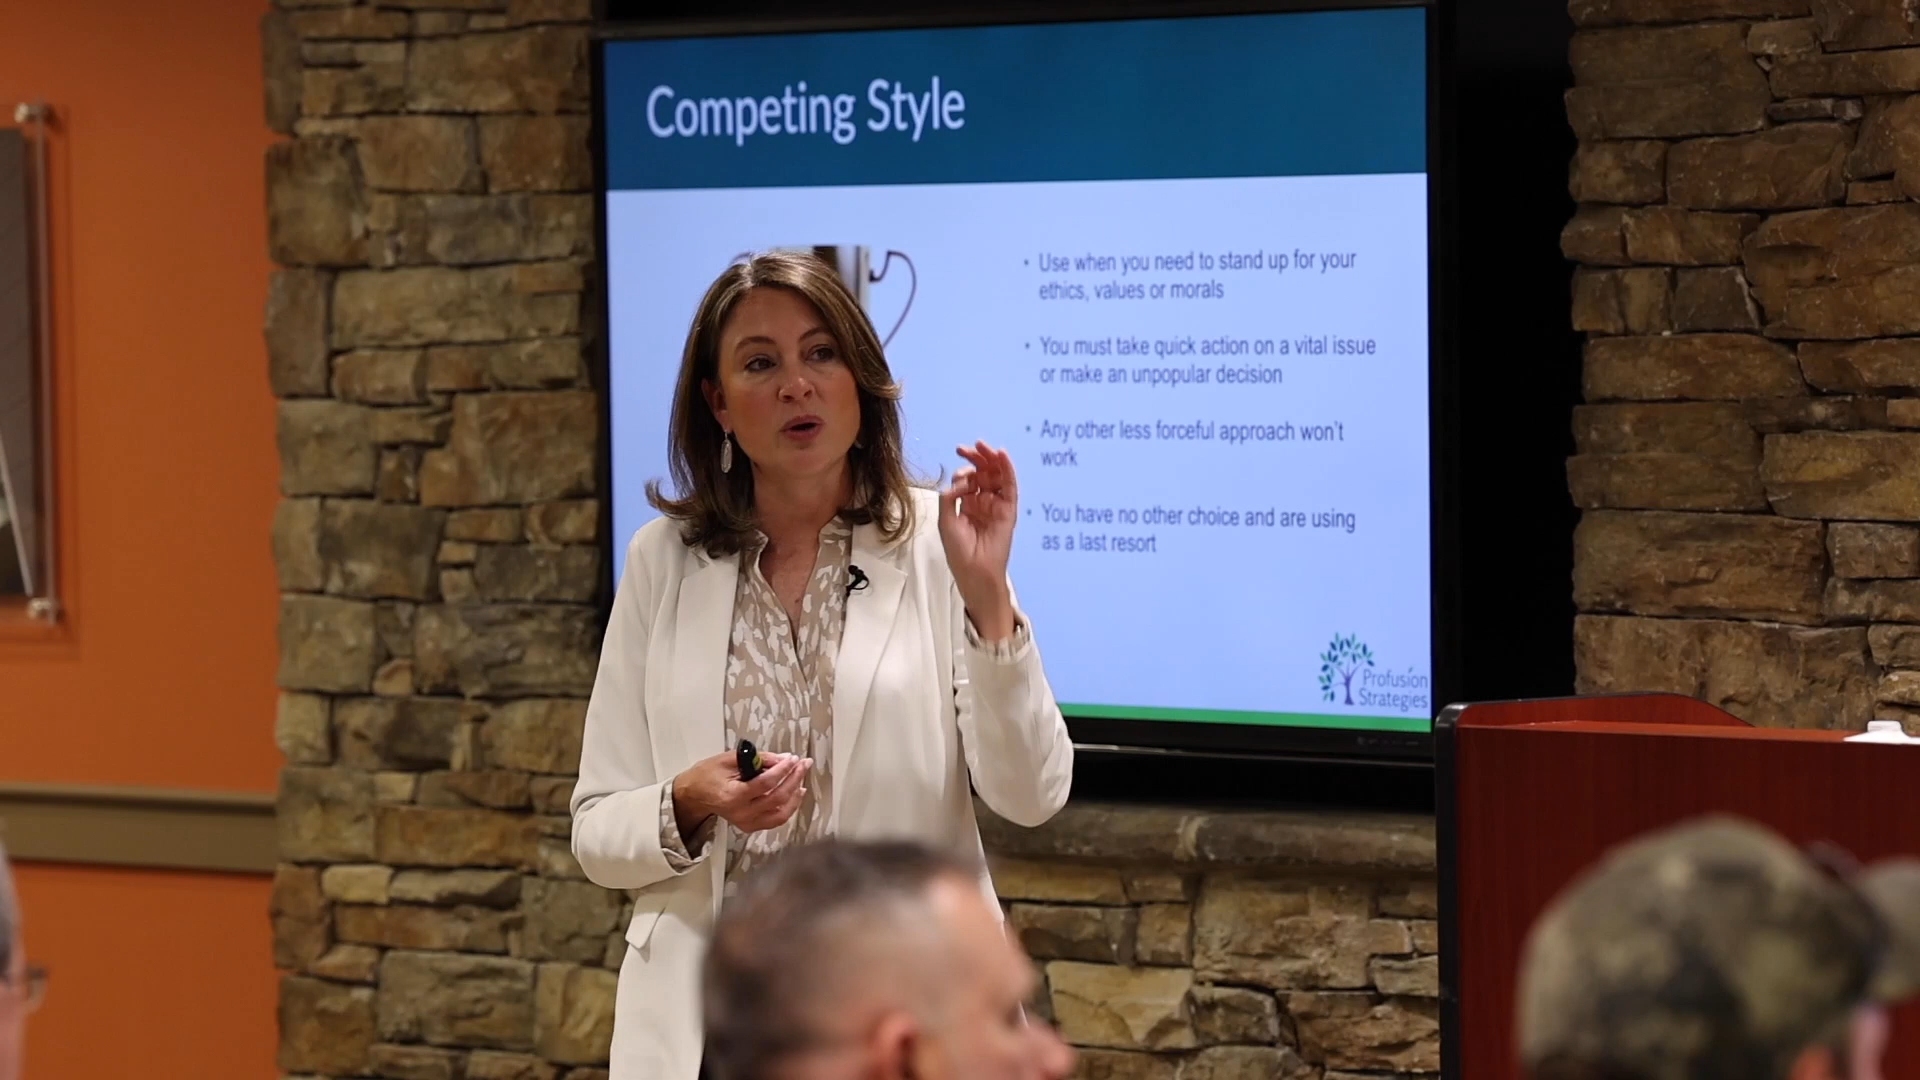 Competing Style
• Use when you need to stand up for your
ethics, values or morals
• You must take quick action on a vital issue
or make an unpopular decision
• Any other less forceful approach won't
work
• You have no other choice and are using
as a last resort
Profusion
Strategies